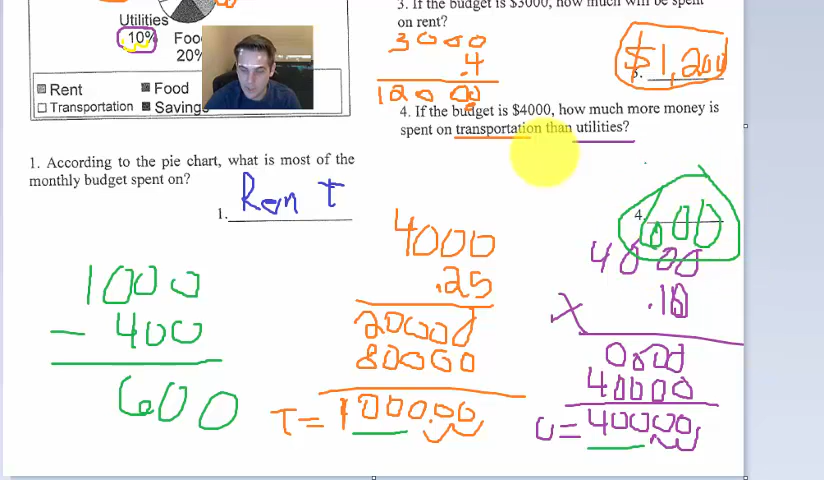 Utilities
10%
Foo
20%
Rent
Food
Transportation
Saving
1. According to the pie chart, what is most of the
monthly budget spent on?
1. Ren T
1000
- 400
600
3. If the budget is $3000, how much will be spent
on rent?
3000
.4
1200 00
$1,200
4. If the budget is $4000, how much more money is
spent on transportation than
utilities?
4000
.25
20000
80000
T = 1000.00
4. 600
4000
X .10
0000
40000
U = 40000